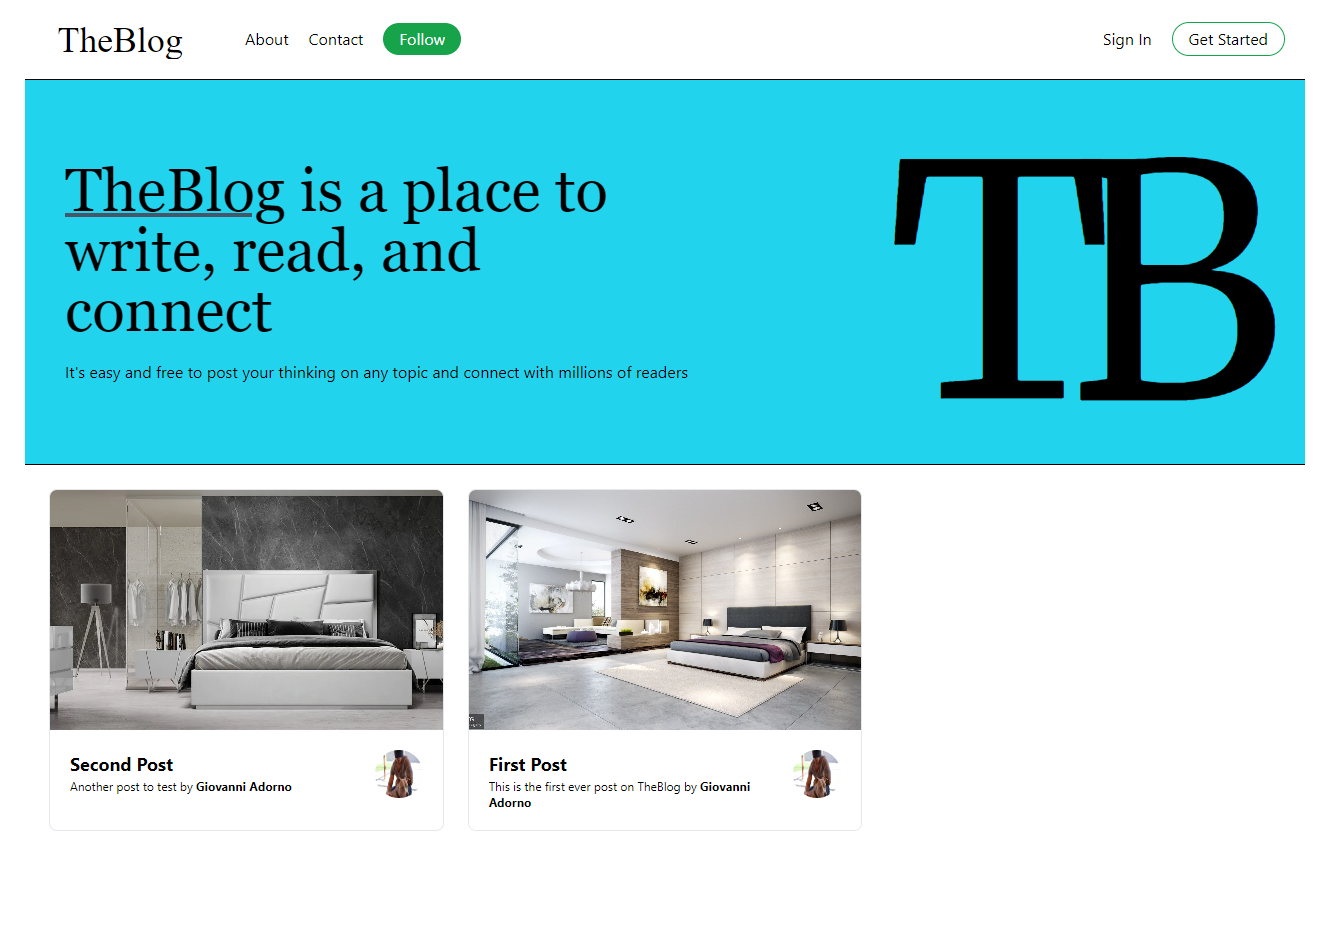 TheBlog About Contact Follow Sign In Get Started
TheBlog is a place to
write, read, and
connect
It's easy and free to post your thinking on any topic and connect with millions of readers
TB
Second Post
Another post to test by Giovanni Adorno
First Post
This is the first ever post on TheBlog by Giovanni
Adorno